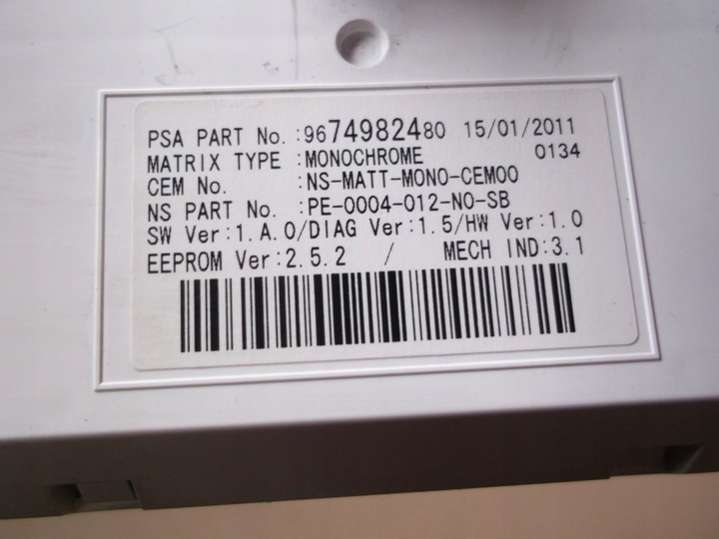 PSA PART No.:9674982480 15/01/2011
MATRIX TYPE :MONOCHROME 0134
CEM No. :NS-MATT-MONO-CEM00
NS PART No. :PE-0004-012-NO-SB
SW Ver:1.A.0/DIAG Ver:1.5/HW Ver:1.0
EEPROM Ver:2.5.2 / MECH IND:3.1